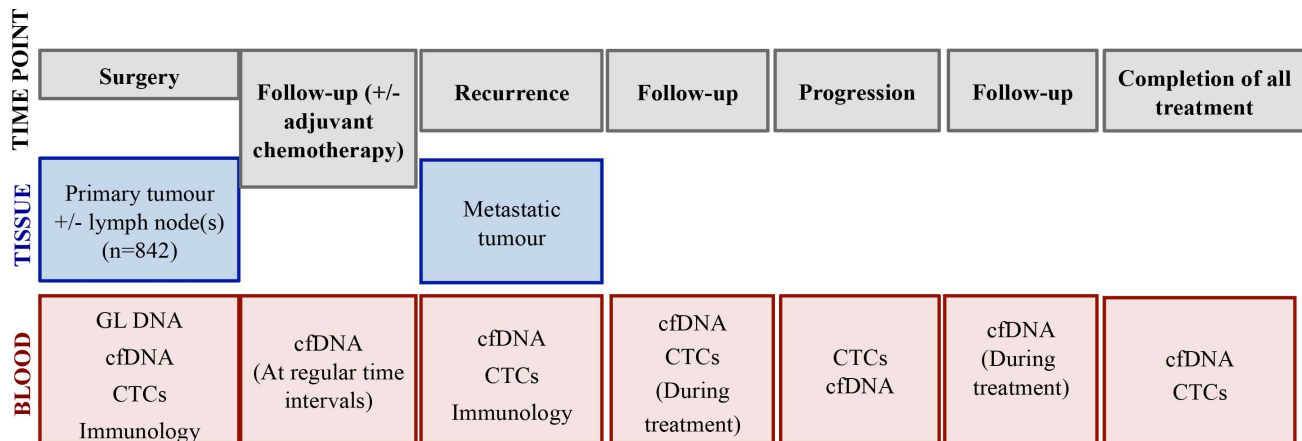 TIME POINT
Surgery
Follow-up (+/-
adjuvant
chemotherapy)
Recurrence
Follow-up
Progression
Follow-up
Completion of all
treatment
TISSUE
Primary tumour
+/- lymph node(s)
(n=842)
Metastatic
tumour
BLOOD
GL DNA
cfDNA
CTCs
Immunology
cfDNA
(At regular time
intervals)
cfDNA
CTCs
Immunology
cfDNA
CTCs
(During
treatment)
CTCs
cfDNA
cfDNA
(During
treatment)
cfDNA
CTCs